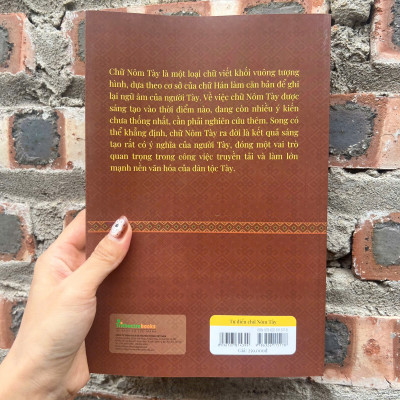 Chữ Nôm Tày là một loại chữ viết khối vuông tượng
hình, dựa theo cơ sở của chữ Hán làm căn bản để ghi
lại ngữ âm của người Tày. Về việc chữ Nôm Tày được
sáng tạo vào thời điểm nào, đang còn nhiều ý kiến
chưa thống nhất, cần phải nghiên cứu thêm. Song có
thể khẳng định, chữ Nôm Tày ra dời là kết quả sáng
tạo rất có ý nghĩa của người Tày, đóng một vai trò
quan trọng trong công việc truyền tải và làm lớn
mạnh nền văn hóa của dân tộc Tày.
books
Từ điển chữ Nôm Tày